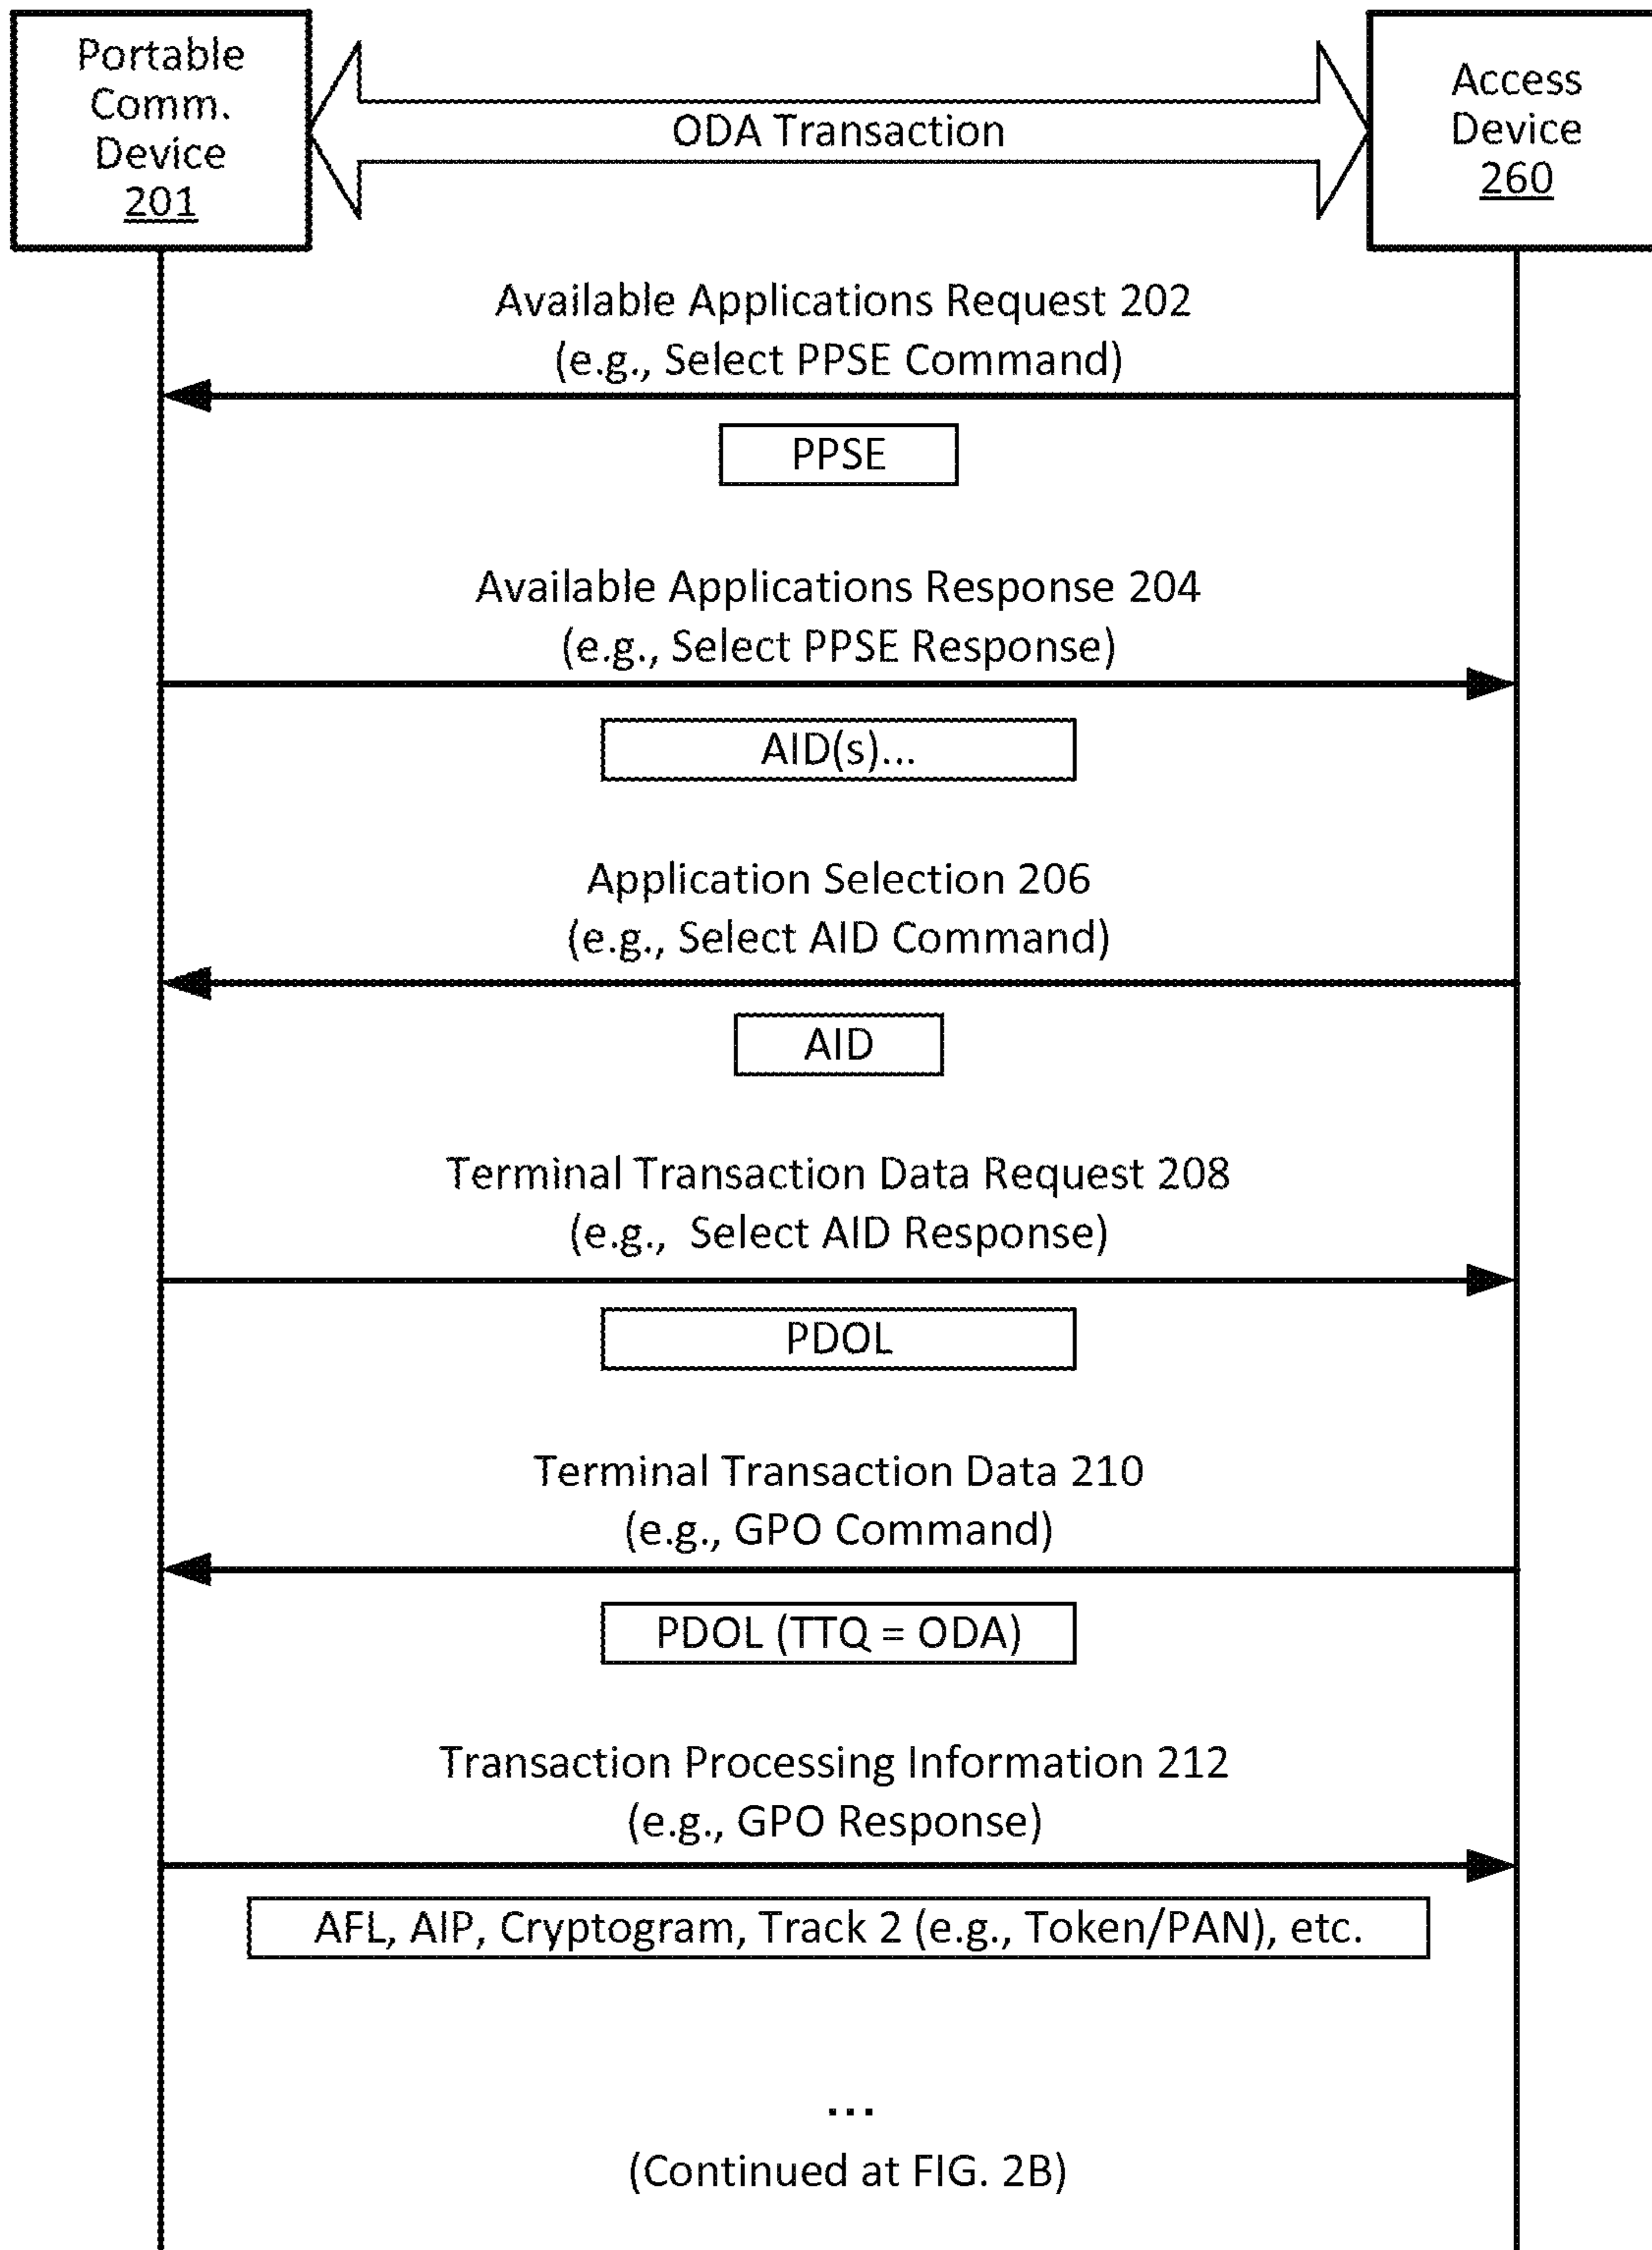 Portable
Comm.
Device
201
ODA Transaction
Access
Device
260
Available Applications Request 202
(e.g., Select PPSE Command)
PPSE
Available Applications Response 204
(e.g., Select PPSE Response)
AID(s)...
Application Selection 206
(e.g., Select AID Command)
AID
Terminal Transaction Data Request 208
(e.g., Select AID Response)
PDOL
Terminal Transaction Data 210
(e.g., GPO Command)
PDOL (TTQ = ODA)
Transaction Processing Information 212
(e.g., GPO Response)
AFL, AIP, Cryptogram, Track 2 (e.g., Token/PAN), etc.
...
(Continued at FIG. 2B)